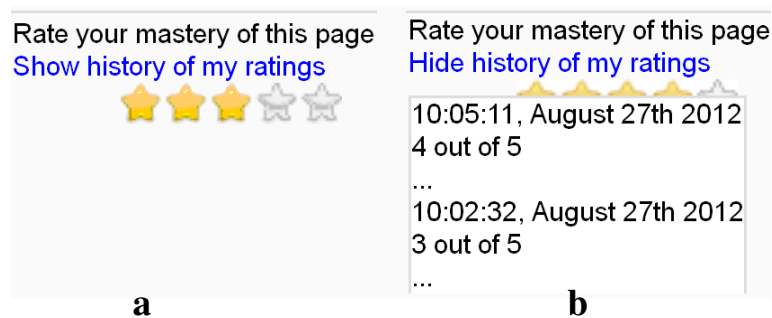 Rate your mastery of this page
Show history of my ratings
a
Rate your mastery of this page
Hide history of my ratings
10:05:11, August 27th 2012
4 out of 5
...
10:02:32, August 27th 2012
3 out of 5
...
b